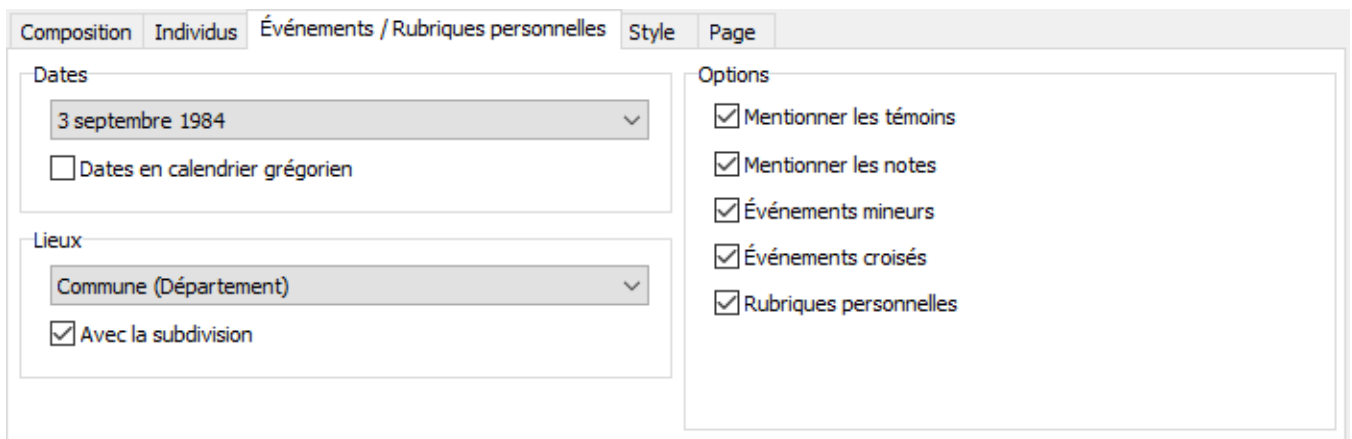 Composition Individus Événements / Rubriques personnelles Style Page
Dates
3 septembre 1984
Dates en calendrier grégorien
Lieux
Commune (Département)
Avec la subdivision
Options
Mentionner les témoins
Mentionner les notes
Événements mineurs
Événements croisés
Rubriques personnelles